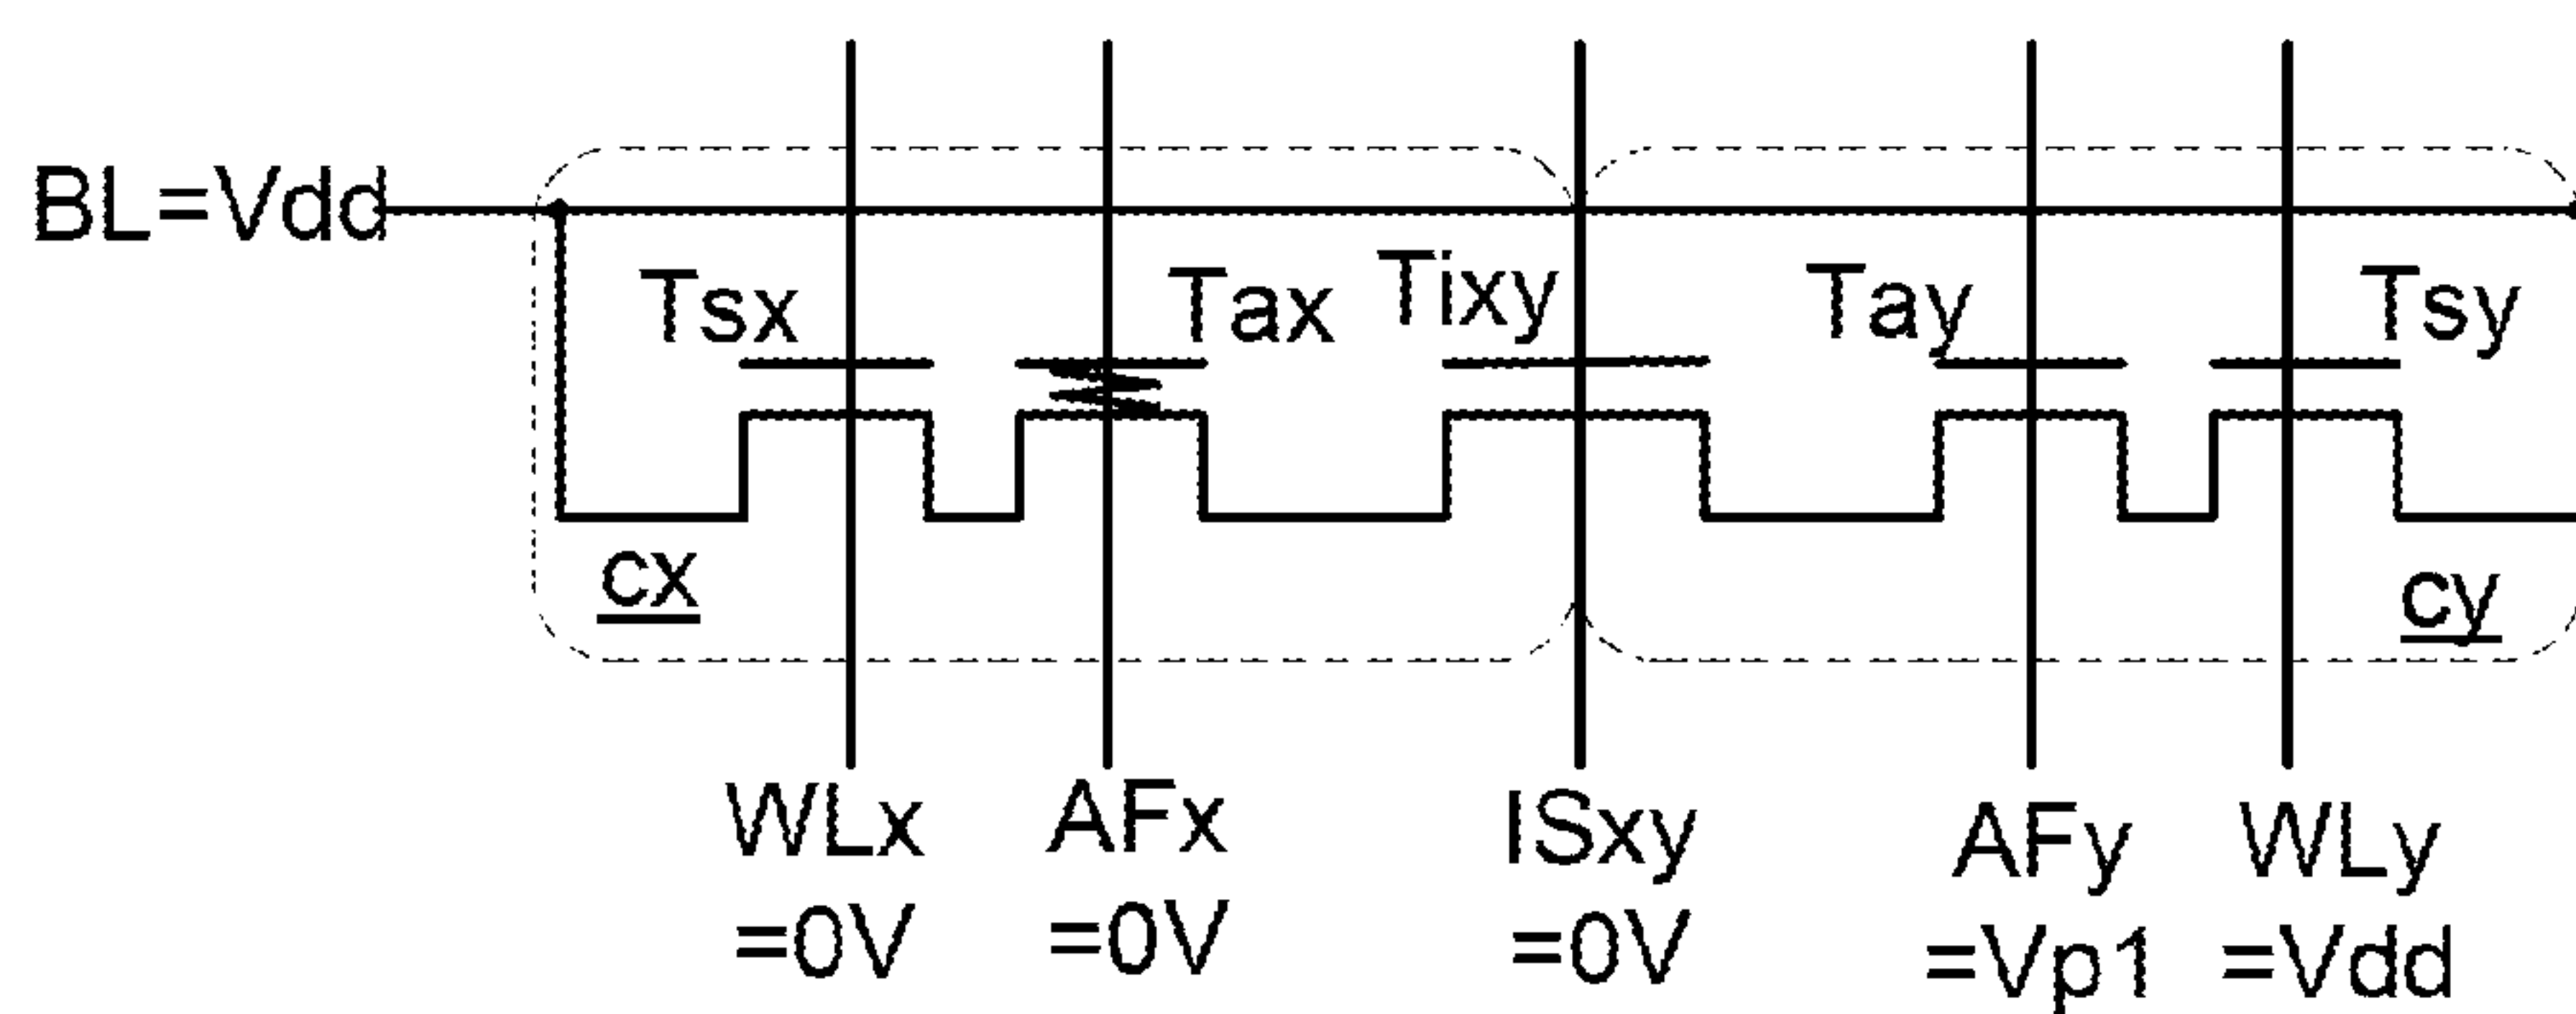 BL=Vdd
Tsx Tax Tixy Tay Tsy
cx cy
WLx AFx ISxy AFy WLy
=0V =0V =0V =Vp1 =Vdd